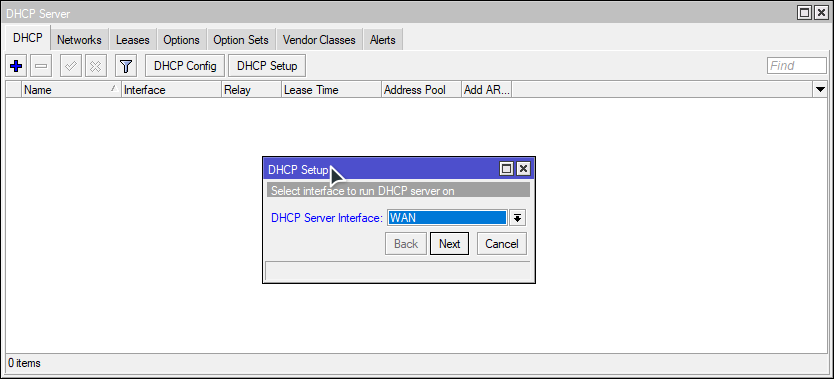 DHCP Server
DHCP Networks Leases Options Option Sets Vendor Classes Alerts
DHCP Config DHCP Setup Find
Name Interface Relay Lease Time Address Pool Add AR...
DHCP Setup
Select interface to run DHCP server on
DHCP Server Interface: WAN
Back Next Cancel
0 items